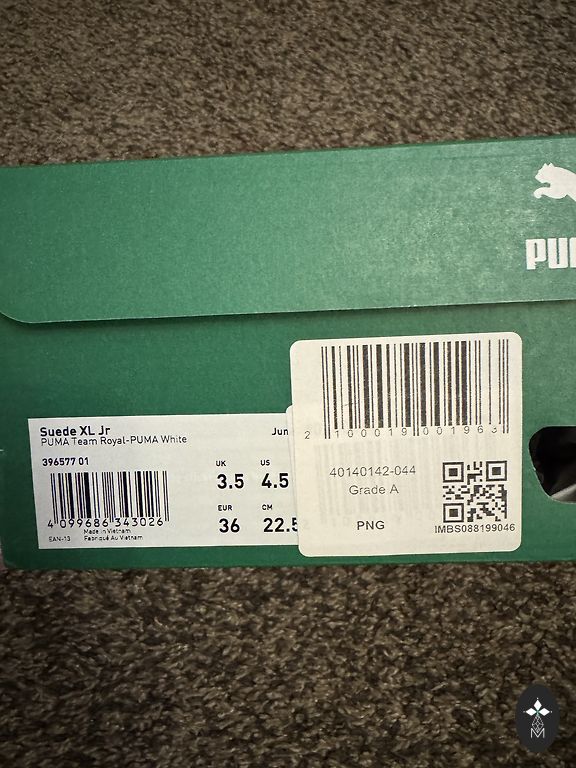 PU
Suede XL Jr
PUMA Team Royal-PUMA White
Jun
396577 01
UK US
3.5 4.5
EUR CM
36 22.5
4 099686 343026
EAN-13
Made in Vietnam
Fabriqué Au Vietnam
2 100019 001963
40140142-044
Grade A
PNG
IMBS088199046
M